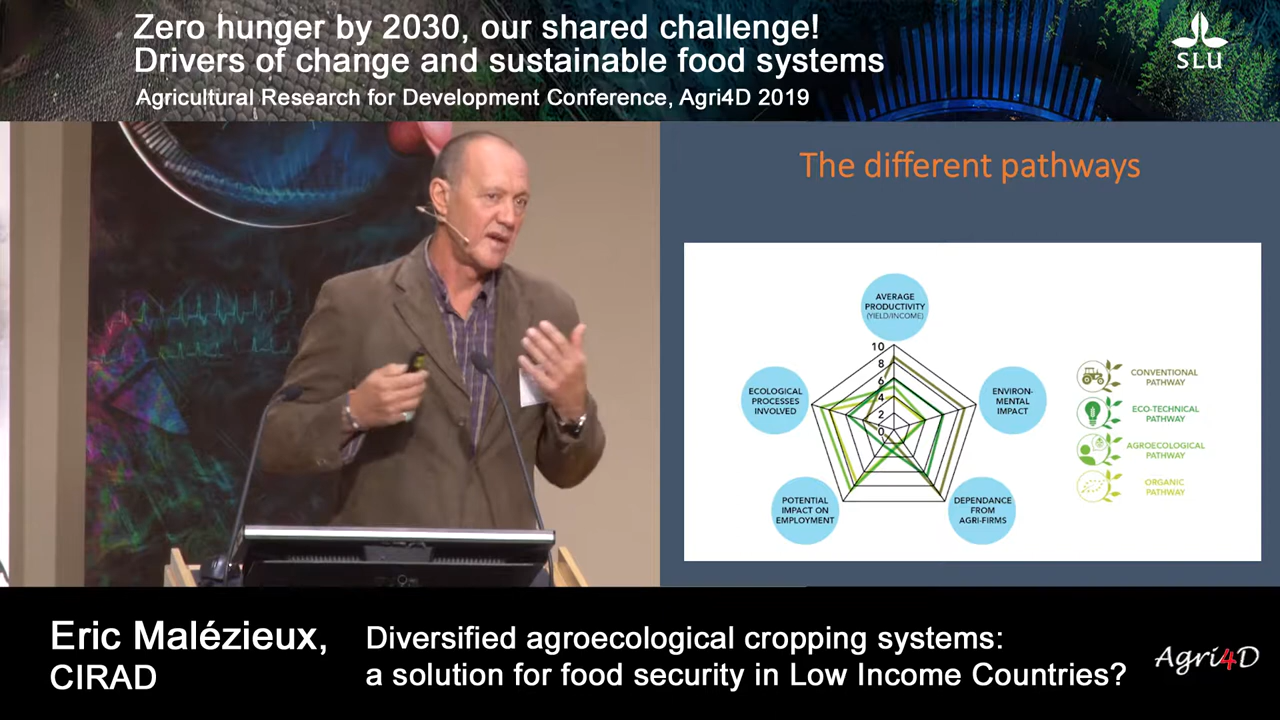 Zero hunger by 2030, our shared challenge!
Drivers of change and sustainable food systems
Agricultural Research for Development Conference, Agri4D 2019
SLU
The different pathways
AVERAGE
PRODUCTIVITY
(YIELD/INCOME)
10
8
6
4
2
0
ECOLOGICAL
PROCESSES
INVOLVED
ENVIRON-
MENTAL
IMPACT
POTENTIAL
IMPACT ON
EMPLOYMENT
DEPENDANCE
FROM
AGRI-FIRMS
CONVENTIONAL
PATHWAY
ECO-TECHNICAL
PATHWAY
AGROECOLOGICAL
PATHWAY
ORGANIC
PATHWAY
Eric Malézieux,
CIRAD
Diversified agroecological cropping systems:
a solution for food security in Low Income Countries?
Agri4D